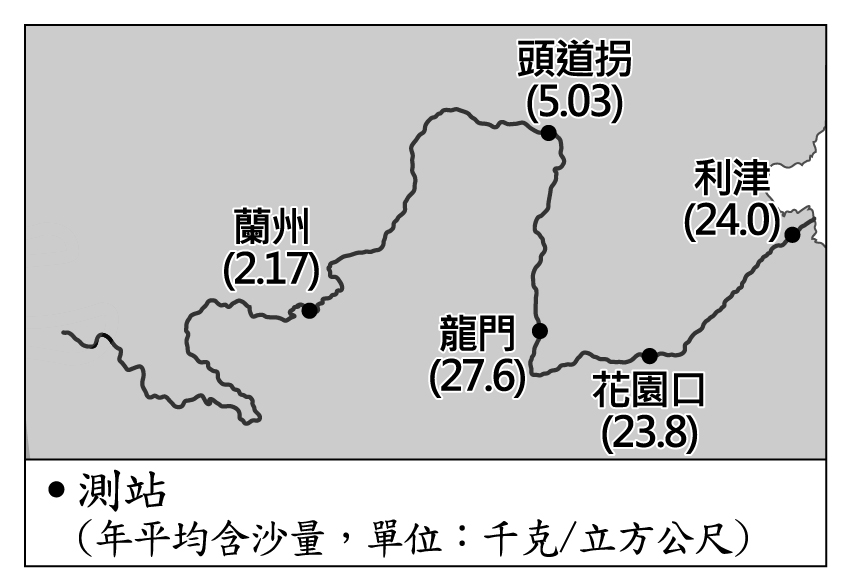 頭道拐
(5.03)
利津
(24.0)
蘭州
(2.17)
龍門
(27.6)
花園口
(23.8)
•測站
(年平均含沙量，單位：千克/立方公尺)